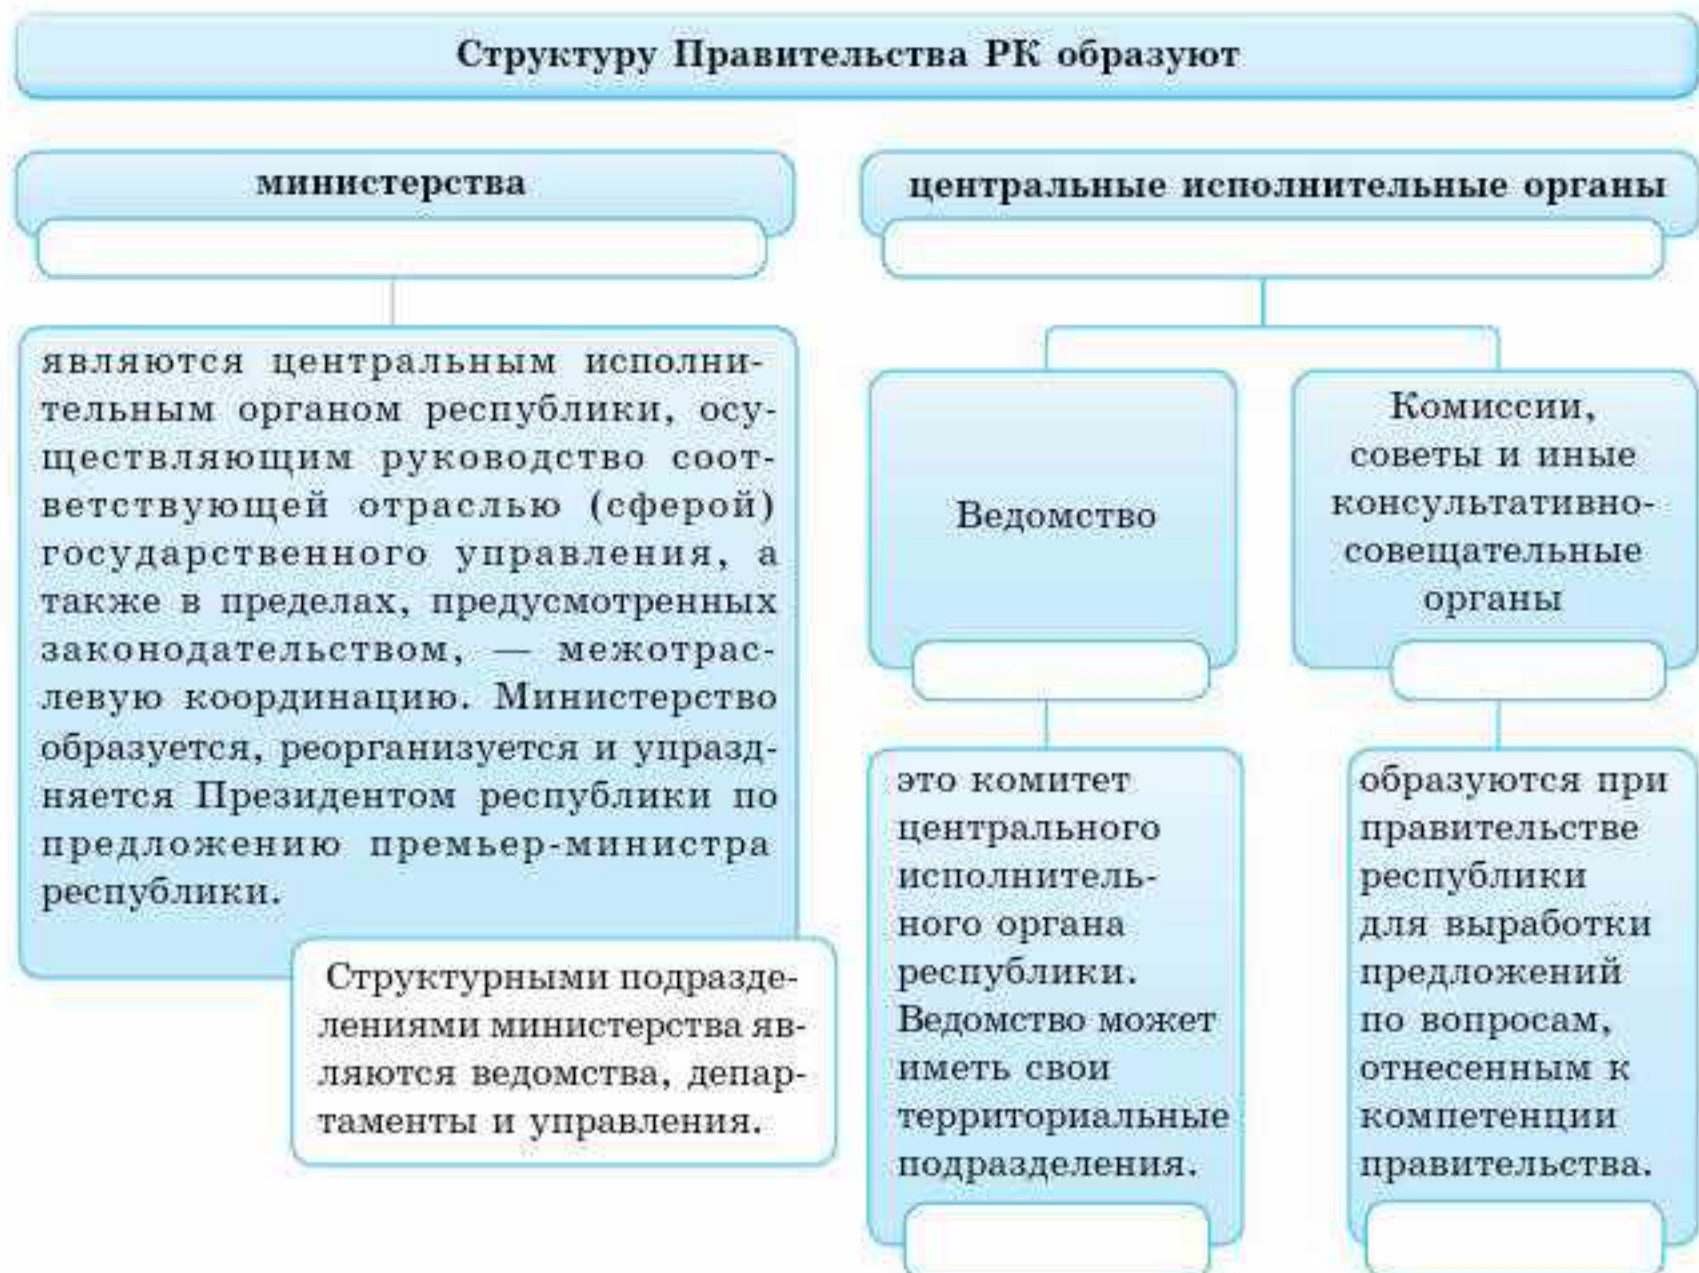 Структуру Правительства РК образуют
министерства
являются центральным исполни-
тельным органом республики, осу-
ществляющим руководство соот-
ветствующей отраслью (сферой)
государственного управления, а
также в пределах, предусмотренных
законодательством, — межотрас-
левую координацию. Министерство
образуется, реорганизуется и упразд-
няется Президентом республики по
предложению премьер-министра
республики.
Структурными подразде-
лениями министерства яв-
ляются ведомства, депар-
таменты и управления.
центральные исполнительные органы
Ведомство
это комитет
центрального
исполнитель-
ного органа
республики.
Ведомство может
иметь свои
территориальные
подразделения.
Комиссии,
советы и иные
консультативно-
совещательные
органы
образуются при
правительстве
республики
для выработки
предложений
по вопросам,
отнесенным к
компетенции
правительства.